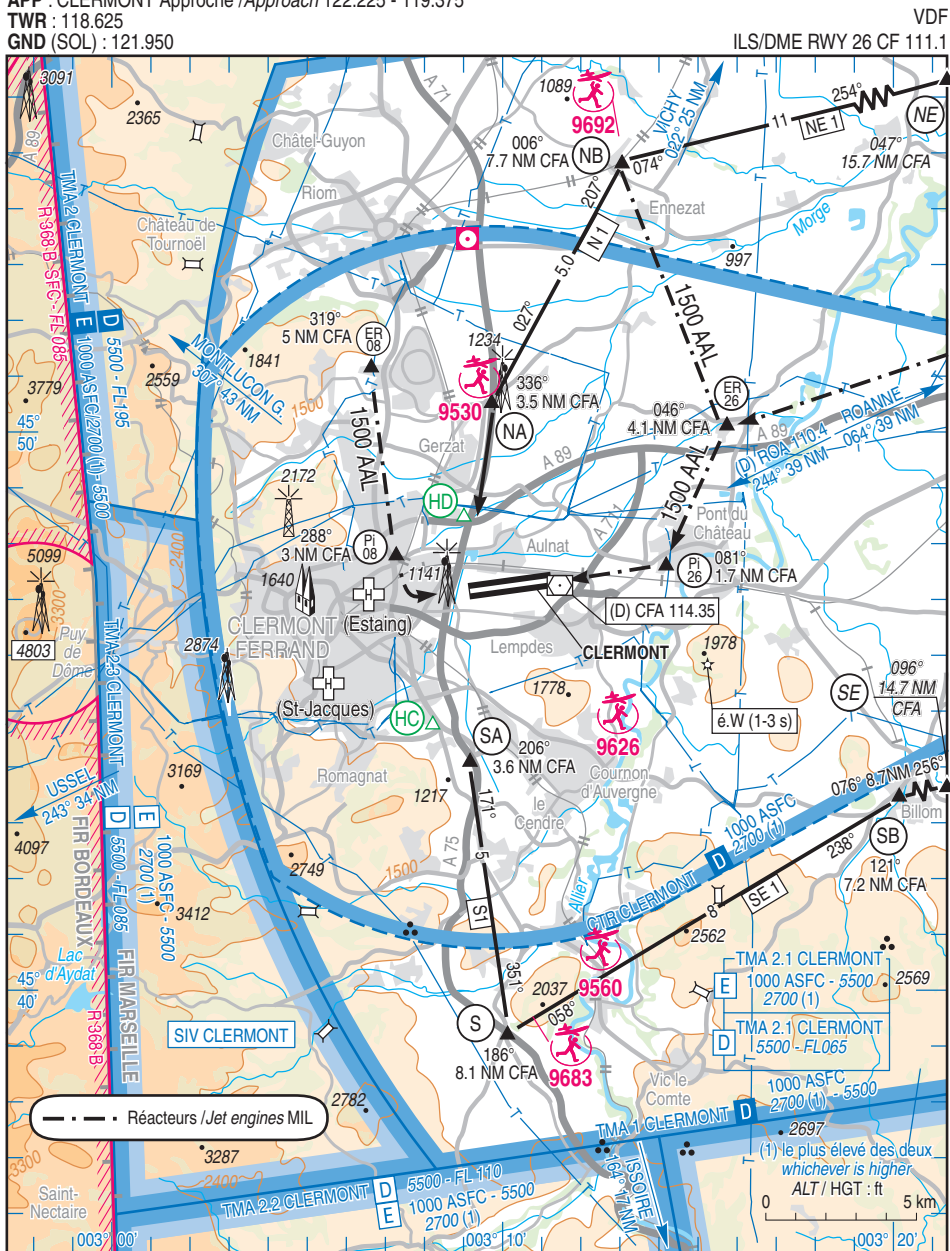 APP : CLERMONT Approche /Approach 122.225 - 119.375
TWR : 118.625
VDF
GND (SOL) : 121.950
ILS/DME RWY 26 CF 111.1
3091
2365
A 89
A 71
1089
9692
VICHY
022° 25 NM
254°
11
NE 1
NE
047°
15.7 NM CFA
Châtel-Guyon
006°
7.7 NM CFA
NB
074°
207°
Riom
Ennezat
Morge
Château de
Tournoël
997
N 1
5.0
027°
TMA 2 CLERMONT
E
D
1000 ASFC/2000 (1) - 5500
5500 - FL195
R 368 B SFC - FL 085
319°
5 NM CFA
ER
08
1234
1500 AAL
MONTLUCON G.
307° 43 NM
1841
2559
3779
1500
336°
3.5 NM CFA
9530
NA
ER
26
046°
4.1 NM CFA
45°
50'
1500 AAL
Gerzat
A 89
A 89
ROANNE
(D) ROA 110.4
064° 39 NM
244° 39 NM
1500 AAL
2172
HD
A 711
Pont du
Château
2400
288°
3 NM CFA
Pi
08
Aulnat
1141
Pi
26
081°
1.7 NM CFA
5099
3300
1640
(Estaing)
(D) CFA 114.35
4803
Puy
de
Dôme
CLERMONT
FERRAND
2874
Lempdes
CLERMONT
1978
TMA 2.3 CLERMONT
(St-Jacques)
1778
SE
096°
14.7 NM
CFA
HC
9626
é.W (1-3 s)
SA
206°
3.6 NM CFA
Romagnat
1217
Cournon
d'Auvergne
USSEL
243° 34 NM
3169
171°
le
Cendre
076° 8.7NM 256°
Billom
4097
D
E
5500 - FL 085
1000 ASFC - 5500
2700 (1)
FIR BORDEAUX
FIR MARSEILLE
2749
1500
A 75
5
1000 ASFC
2700 (1)
D
SB
121°
7.2 NM CFA
238°
3412
S1
Allier
CTR CLERMONT
8
SE 1
2562
Lac
d'Aydat
45°
40'
351°
9560
2037
058°
TMA 2.1 CLERMONT
E
1000 ASFC - 5500
2700 (1)
2569
R 368 B
SIV CLERMONT
S
186°
8.1 NM CFA
9683
TMA 2.1 CLERMONT
D
5500 - FL065
Vic le
Comte
2782
Réacteurs /Jet engines MIL
1000 ASFC
2700 (1) - 5500
TMA 1 CLERMONT
D
2697
3287
3300
2400
(1) le plus élevé des deux
whichever is higher
ALT / HGT : ft
Saint-
Nectaire
TMA 2.2 CLERMONT
D
5500 - FL 110
E
1000 ASFC - 5500
2700 (1)
ISSOIRE
164° 17 NM
0
5 km
003° 00'
003° 10'
003° 20'